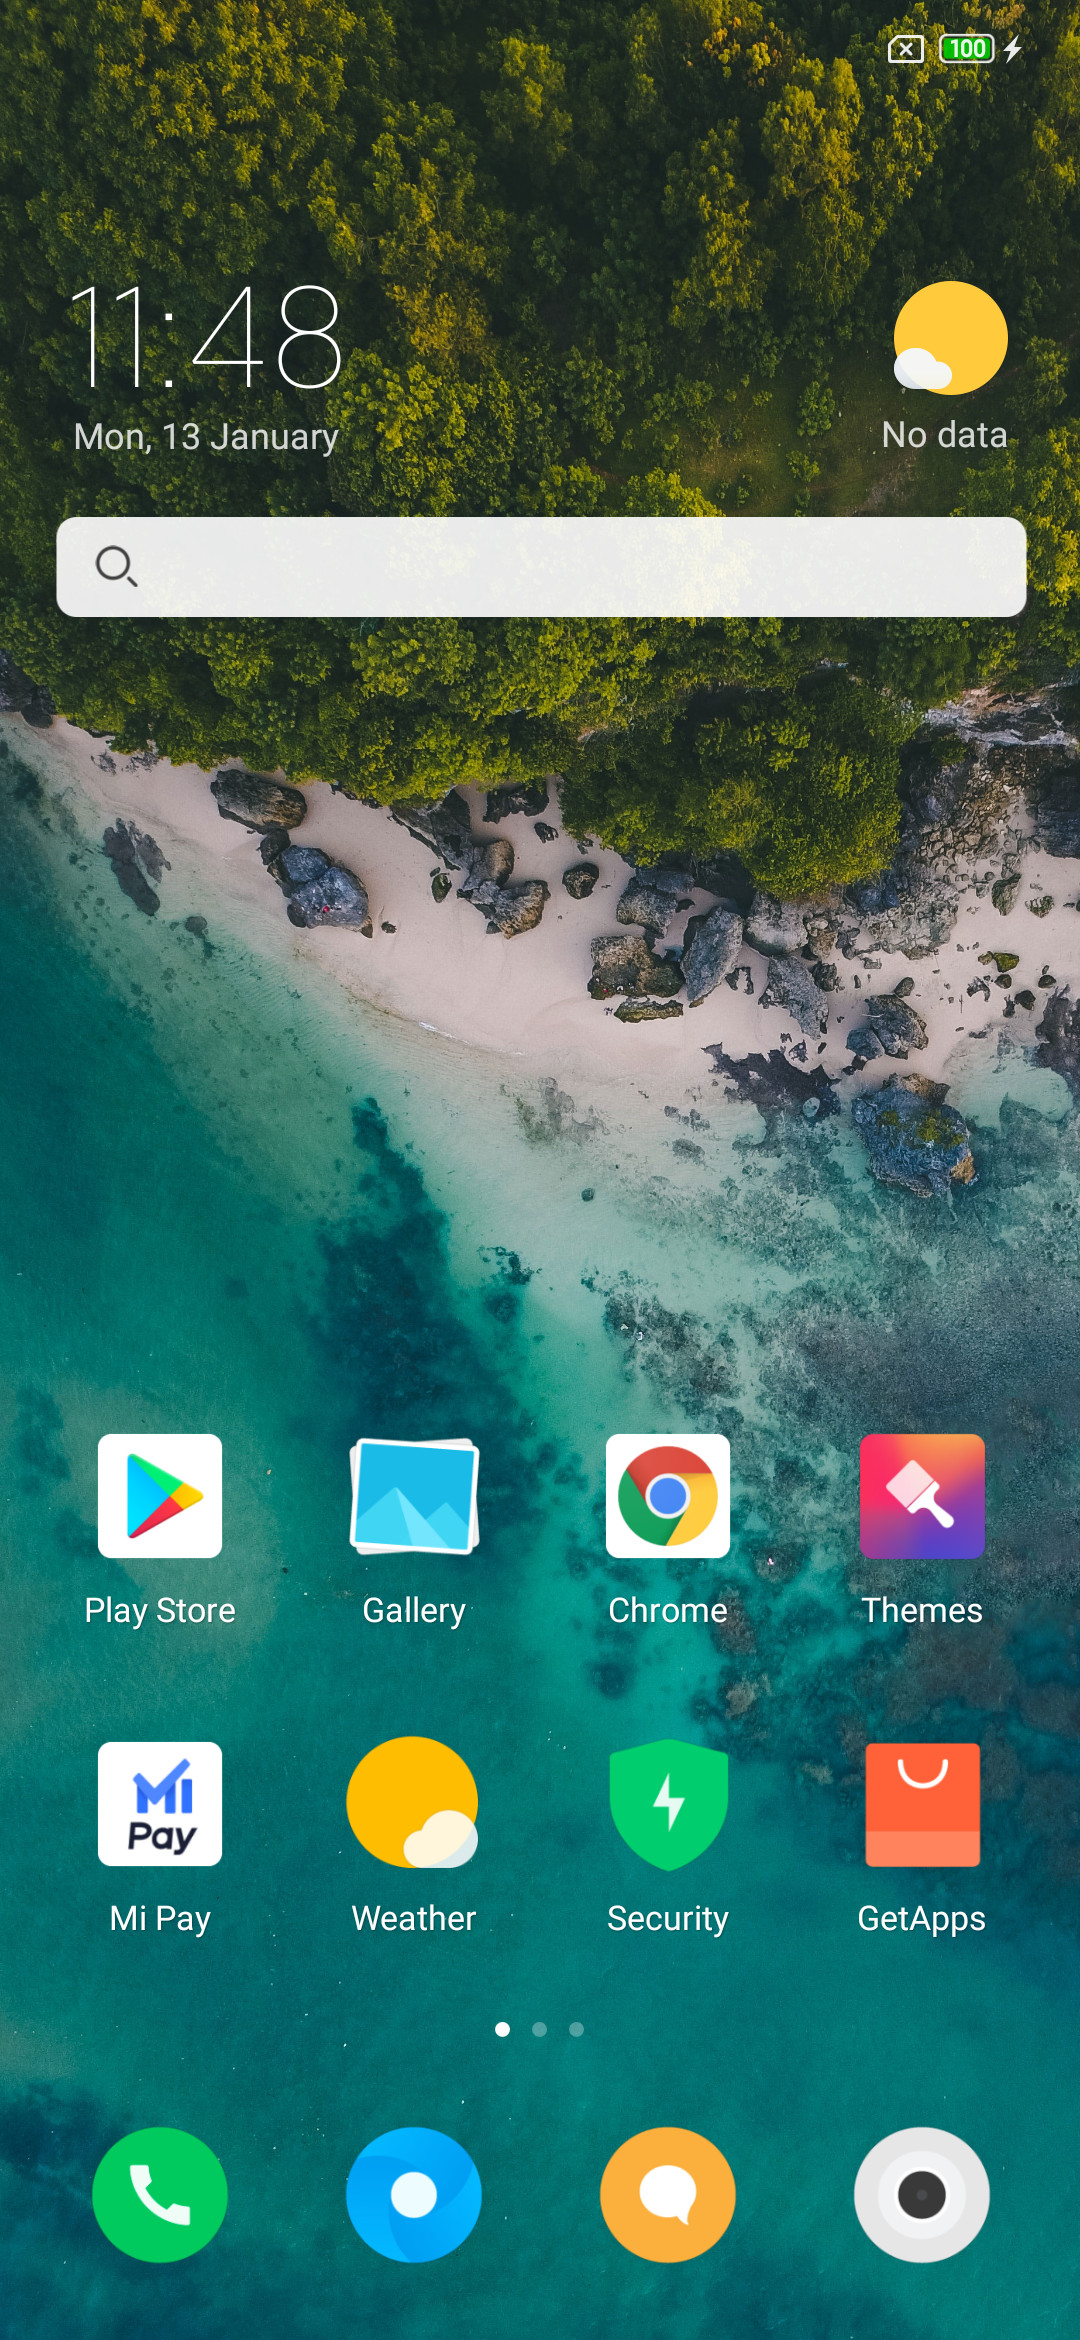 100
11:48
Mon, 13 January
No data
Play Store
Gallery
Chrome
Themes
Mi
Pay
Mi Pay
Weather
Security
GetApps